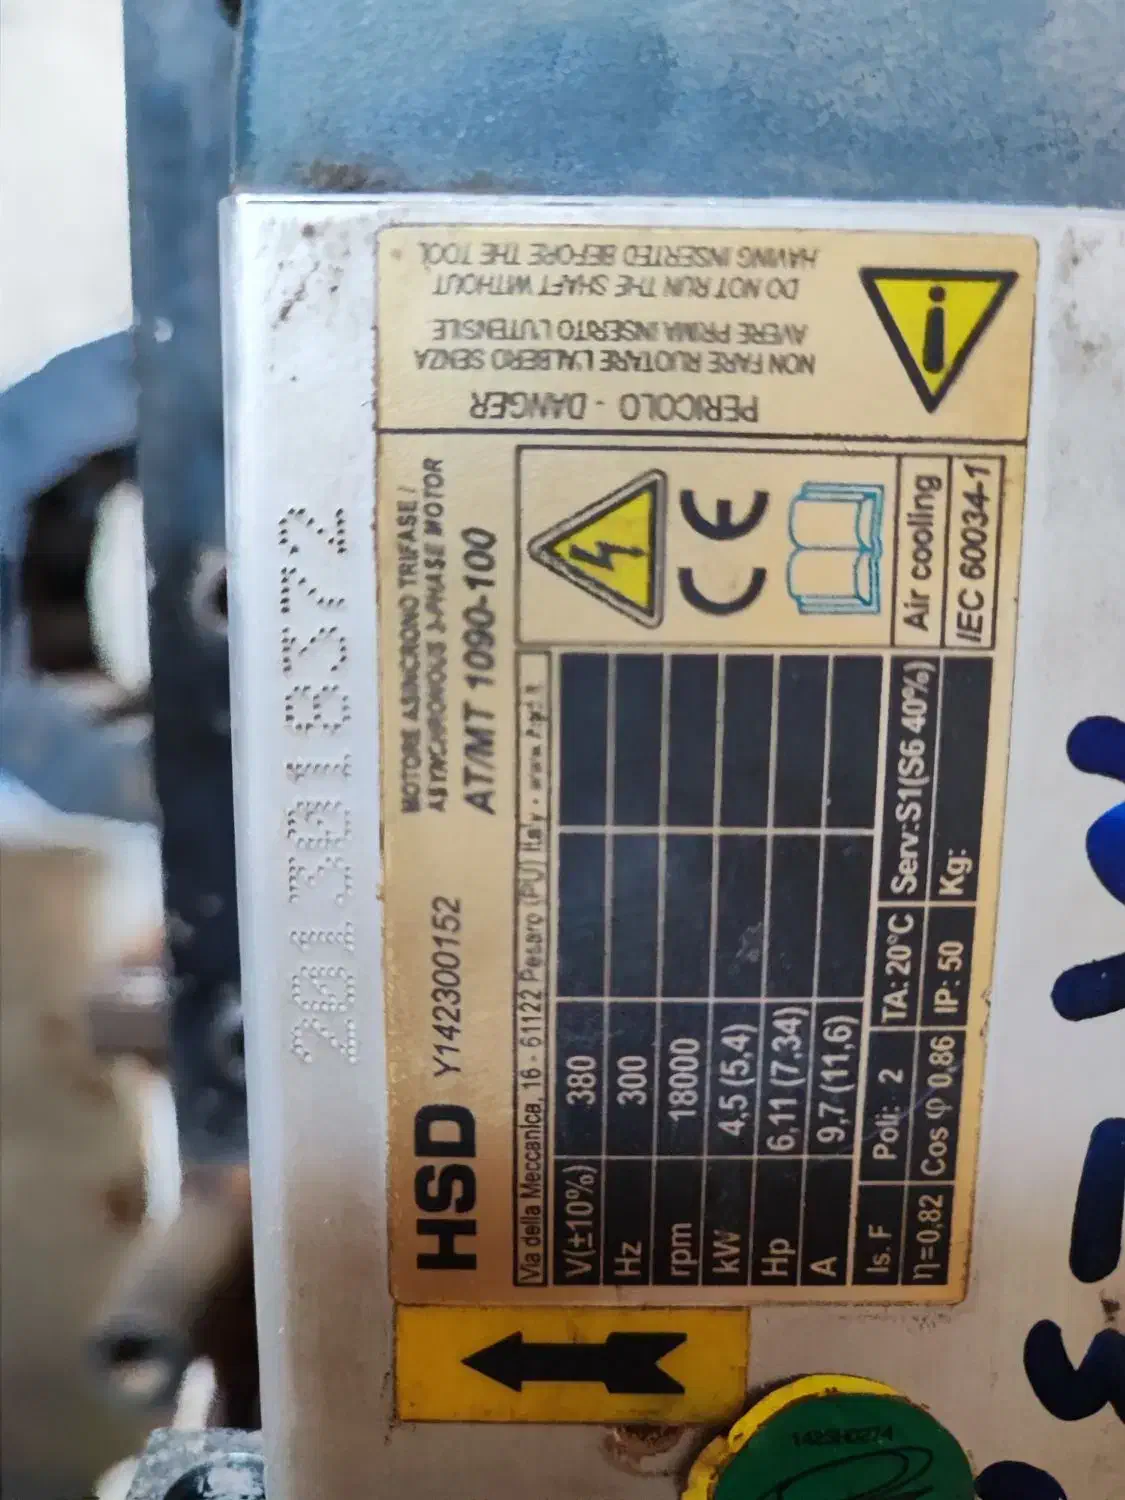 HSD Y142300152
MOTORE ASINCRONO TRIFASE /
ASYNCHRONOUS 3-PHASE MOTOR
AT/MT 1090-100
Via della Meccanica, 16 - 61122 Pesaro (PU) Italy -
V(±10%) 380
Hz 300
rpm 18000
kW 4,5 (5,4)
Hp 6,11 (7,34)
A 9,7 (11,6)
Is. F Poli: 2 TA: 20°C Serv.:S1(S6 40%)
η=0,82 Cos φ 0,86 IP: 50 Kg:
CE
Air cooling
IEC 60034-1
PERICOLO - DANGER
NON FARE RUOTARE L'ALBERO SENZA
AVERE PRIMA INSERITO L'UTENSILE
DO NOT RUN THE SHAFT WITHOUT
HAVING INSERTED BEFORE THE TOOL
i